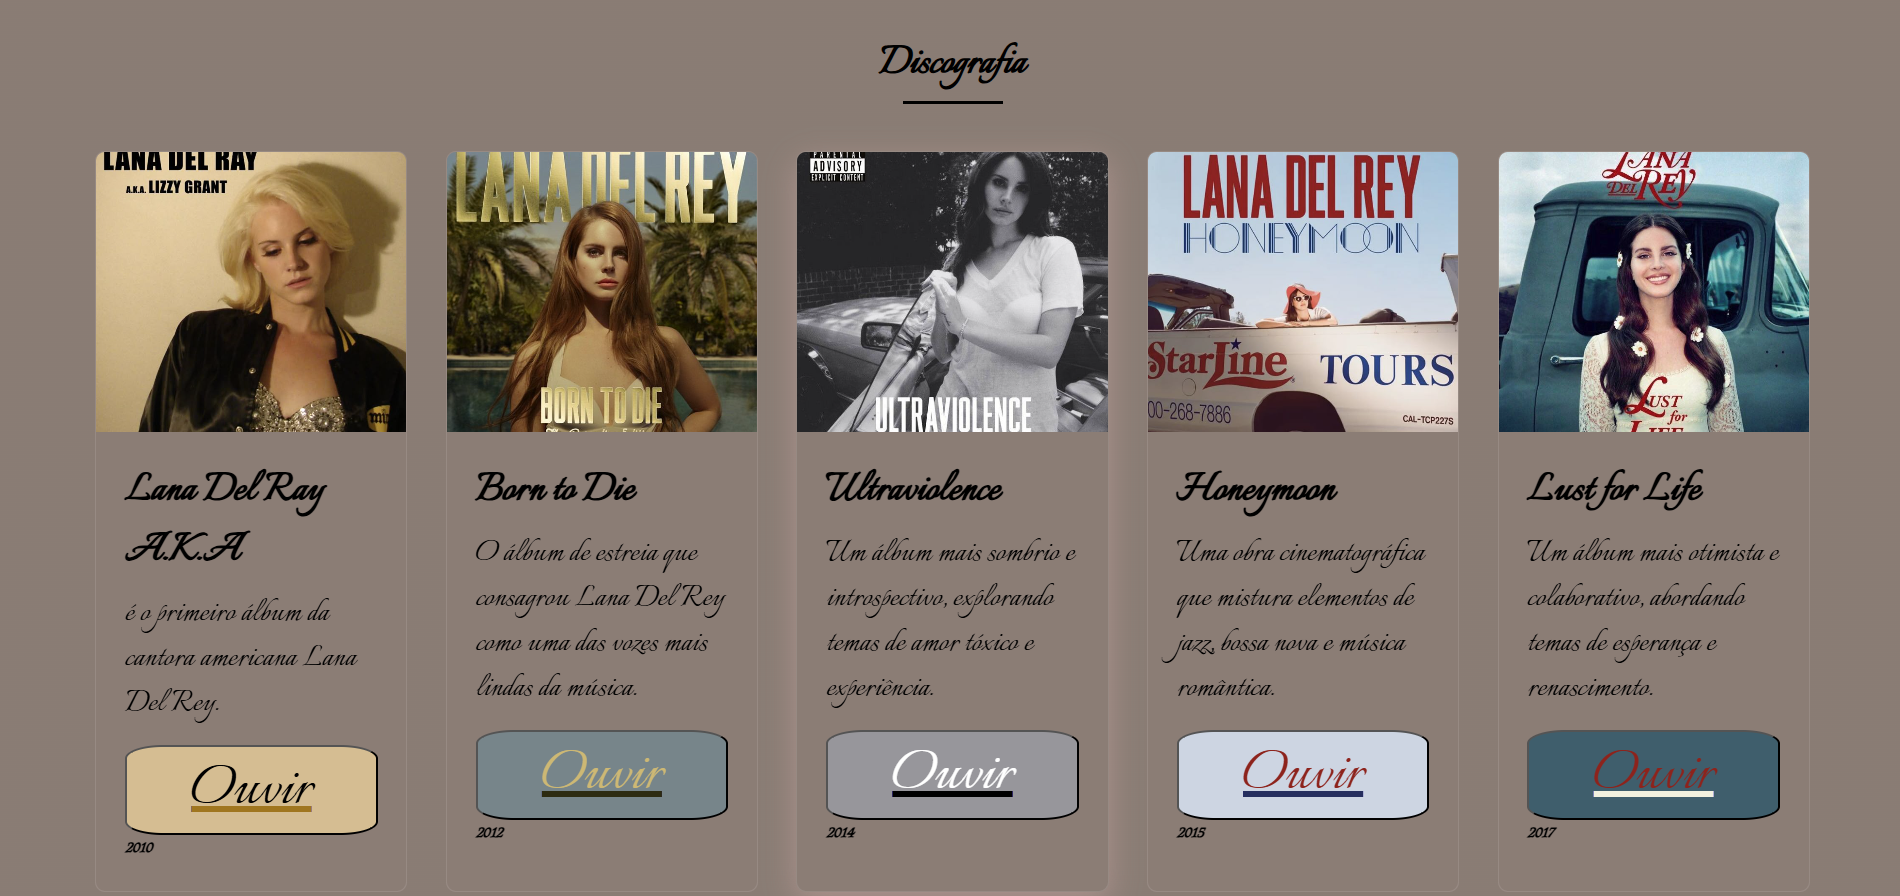 Discografia
LANA DEL RAY
A.K.A. LIZZY GRANT
LANA DEL REY
BORN TO DIE
PARENTAL
ADVISORY
EXPLICIT CONTENT
ULTRAVIOLENCE
LANA DEL REY
HONEYMOON
StarLine TOURS
00-268-7886
CAL-TCP227S
LANA
DEL REY
LUST
for
LIFE
Lana Del Ray
A.K.A
é o primeiro álbum da
cantora americana Lana
Del Rey.
Ouvir
2010
Born to Die
O álbum de estreia que
consagrou Lana Del Rey
como uma das vozes mais
lindas da música.
Ouvir
2012
Ultraviolence
Um álbum mais sombrio e
introspectivo, explorando
temas de amor tóxico e
experiência.
Ouvir
2014
Honeymoon
Uma obra cinematográfica
que mistura elementos de
jazz, bossa nova e música
romântica.
Ouvir
2015
Lust for Life
Um álbum mais otimista e
colaborativo, abordando
temas de esperança e
renascimento.
Ouvir
2017